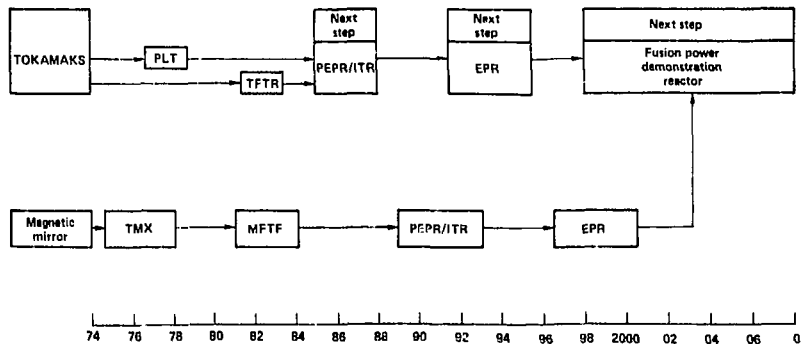 TOKAMAKS
PLT
TFTR
Next
step
PEPR/ITR
Next
step
EPR
Next step
Fusion power
demonstration
reactor
Magnetic
mirror
TMX
MFTF
PEPR/ITR
EPR
74 76 78 80 82 84 86 88 90 92 94 96 98 2000 02 04 06 0